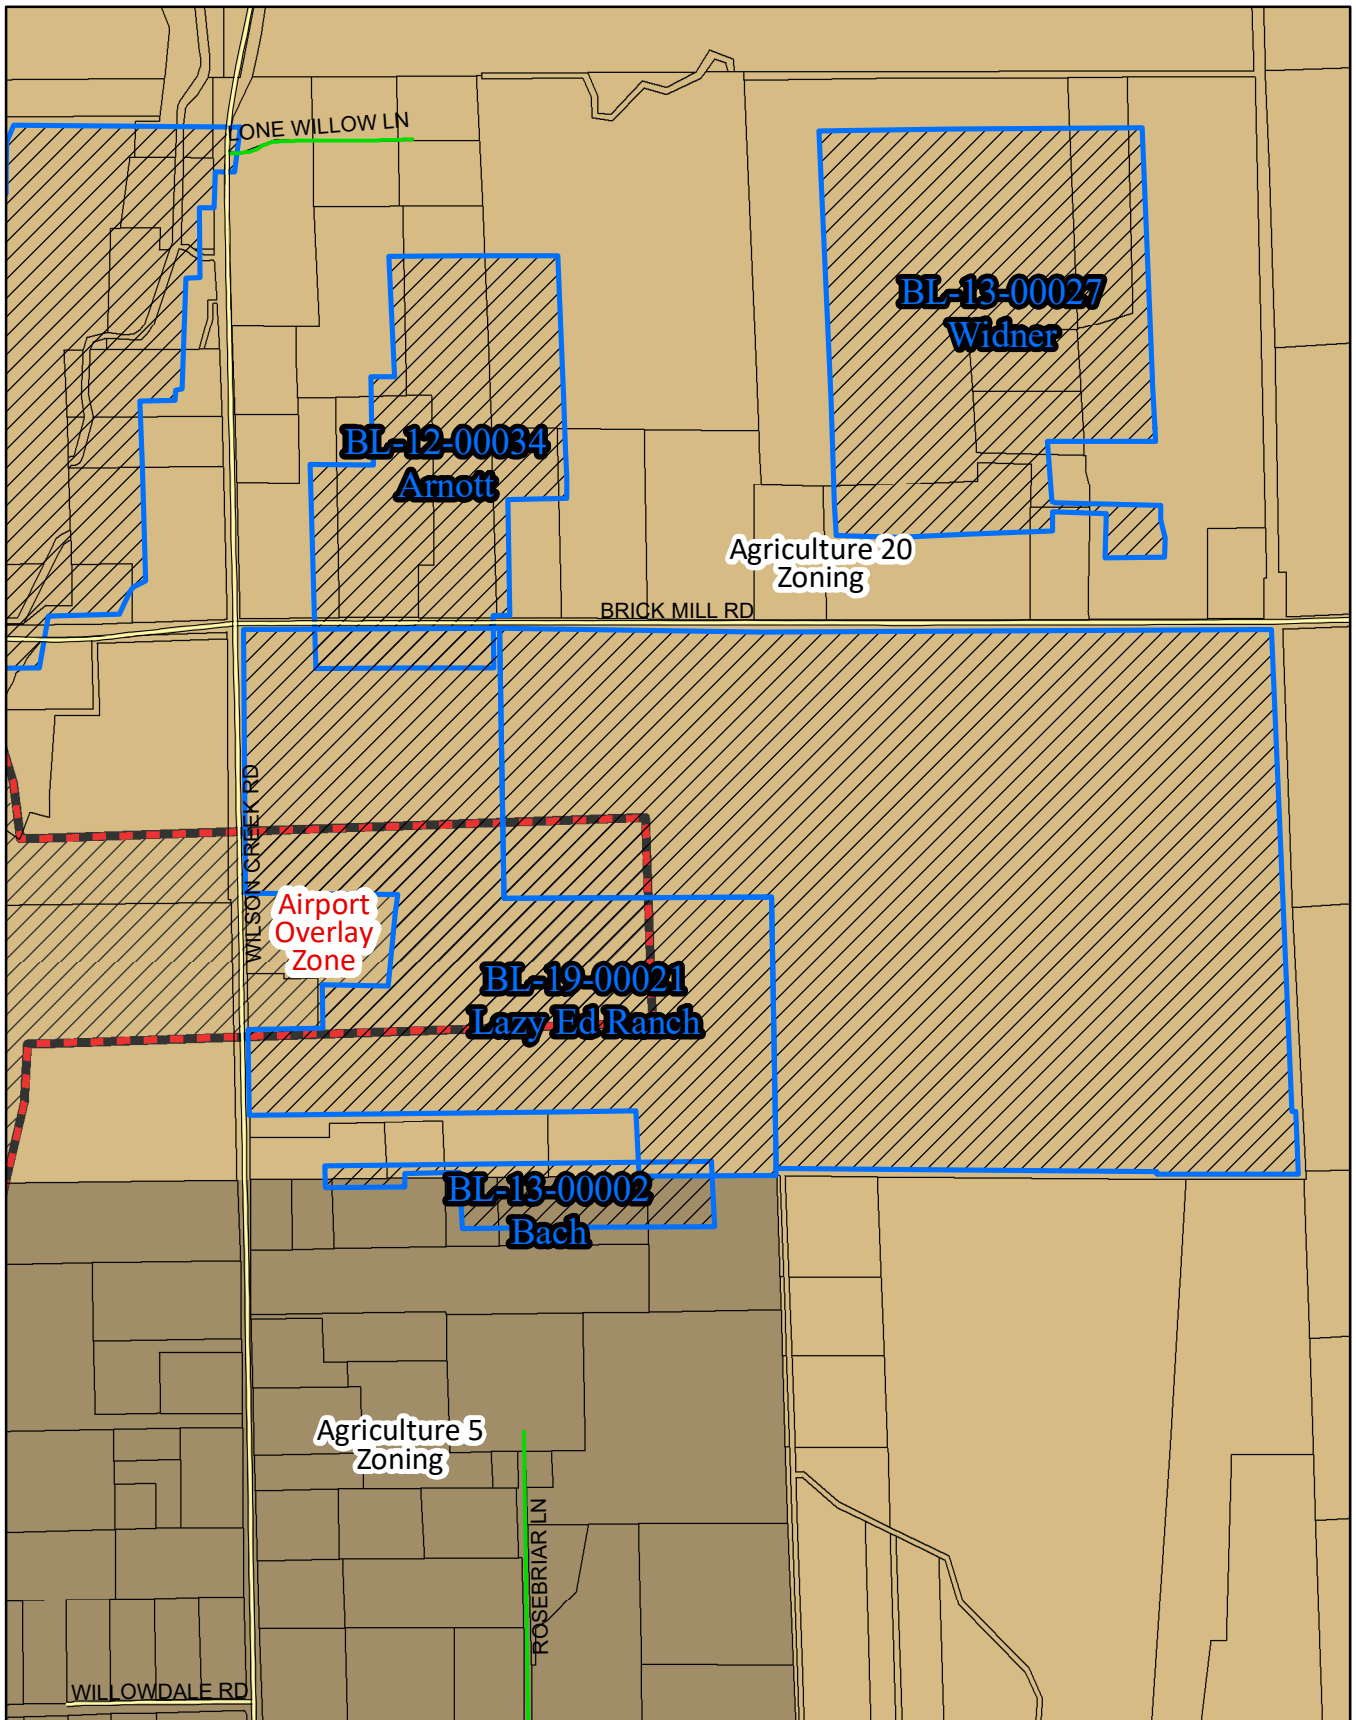 LONE WILLOW LN
BL-13-00027
Widner
BL-12-00034
Arnott
Agriculture 20
Zoning
BRICK MILL RD
WILSON CREEK RD
Airport
Overlay
Zone
BL-19-00021
Lazy Ed Ranch
BL-13-00002
Bach
Agriculture 5
Zoning
ROSEBRIAR LN
WILLOWDALE RD